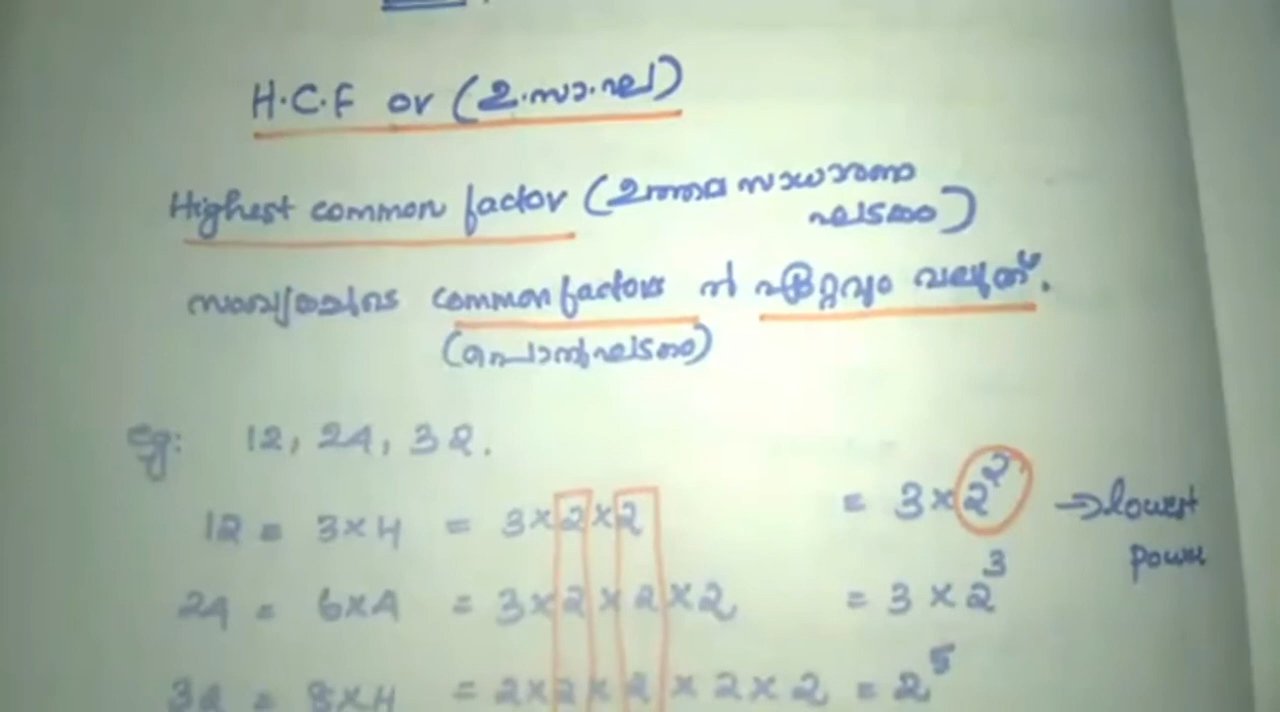 H.C.F or (ഉ.സാ.ഘ)
Highest common factor (ഉത്തമ സാധാരണ
ഘടകം)
സംഖ്യകളുടെ common factors ൽ ഏറ്റവും വലുത്.
(പൊതുഘടകം)
Eg: 12, 24, 32.
12 = 3×4 = 3×2×2 = 3×2² → lowest
power
24 = 6×4 = 3×2×2×2 = 3×2³
32 = 8×4 = 2×2×2×2×2 = 2⁵